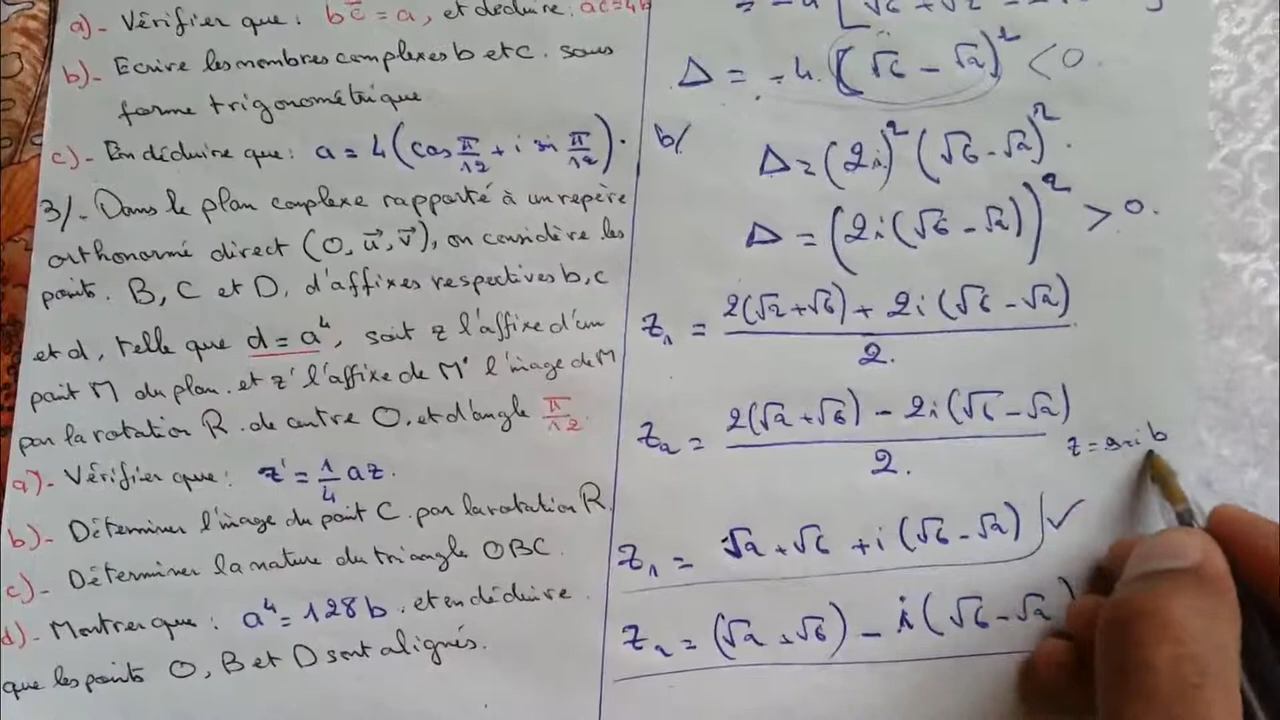 a)- Vérifier que: bc̄ = a, et déduire: ac = 4b
b)- Ecrire les nombres complexes b et c. sous
forme trigonométrique
c)- En déduire que: a = 4(cos π/12 + i sin π/12).
3/- Dans le plan complexe rapporté à un repère
orthonormé direct (O, u⃗, v⃗), on considère les
points. B, C et D, d'affixes respectives b, c
et d, telle que d = a⁴, soit z l'affixe d'un
point M du plan. et z' l'affixe de M' l'image de M
par la rotation R. de centre O, et d'angle π/12.
a)- Vérifier que: z' = 1/4 az.
b)- Déterminer l'image du point C. par la rotation R.
c)- Déterminer la nature du triangle OBC.
d)- Montrer que: a⁴ = 128b, et en déduire
que les points O, B et D sont alignés.
Δ = -4.((√6 - √2)² < 0.
b/ Δ = (2i)² (√6 - √2)².
Δ = (2i(√6 - √2))² > 0.
z₁ = 2(√2 + √6) + 2i(√6 - √2) / 2.
z₂ = 2(√2 + √6) - 2i(√6 - √2) / 2.
z = a + ib
z₁ = √2 + √6 + i(√6 - √2) ✓
z₂ = (√2 + √6) - i(√6 - √2)